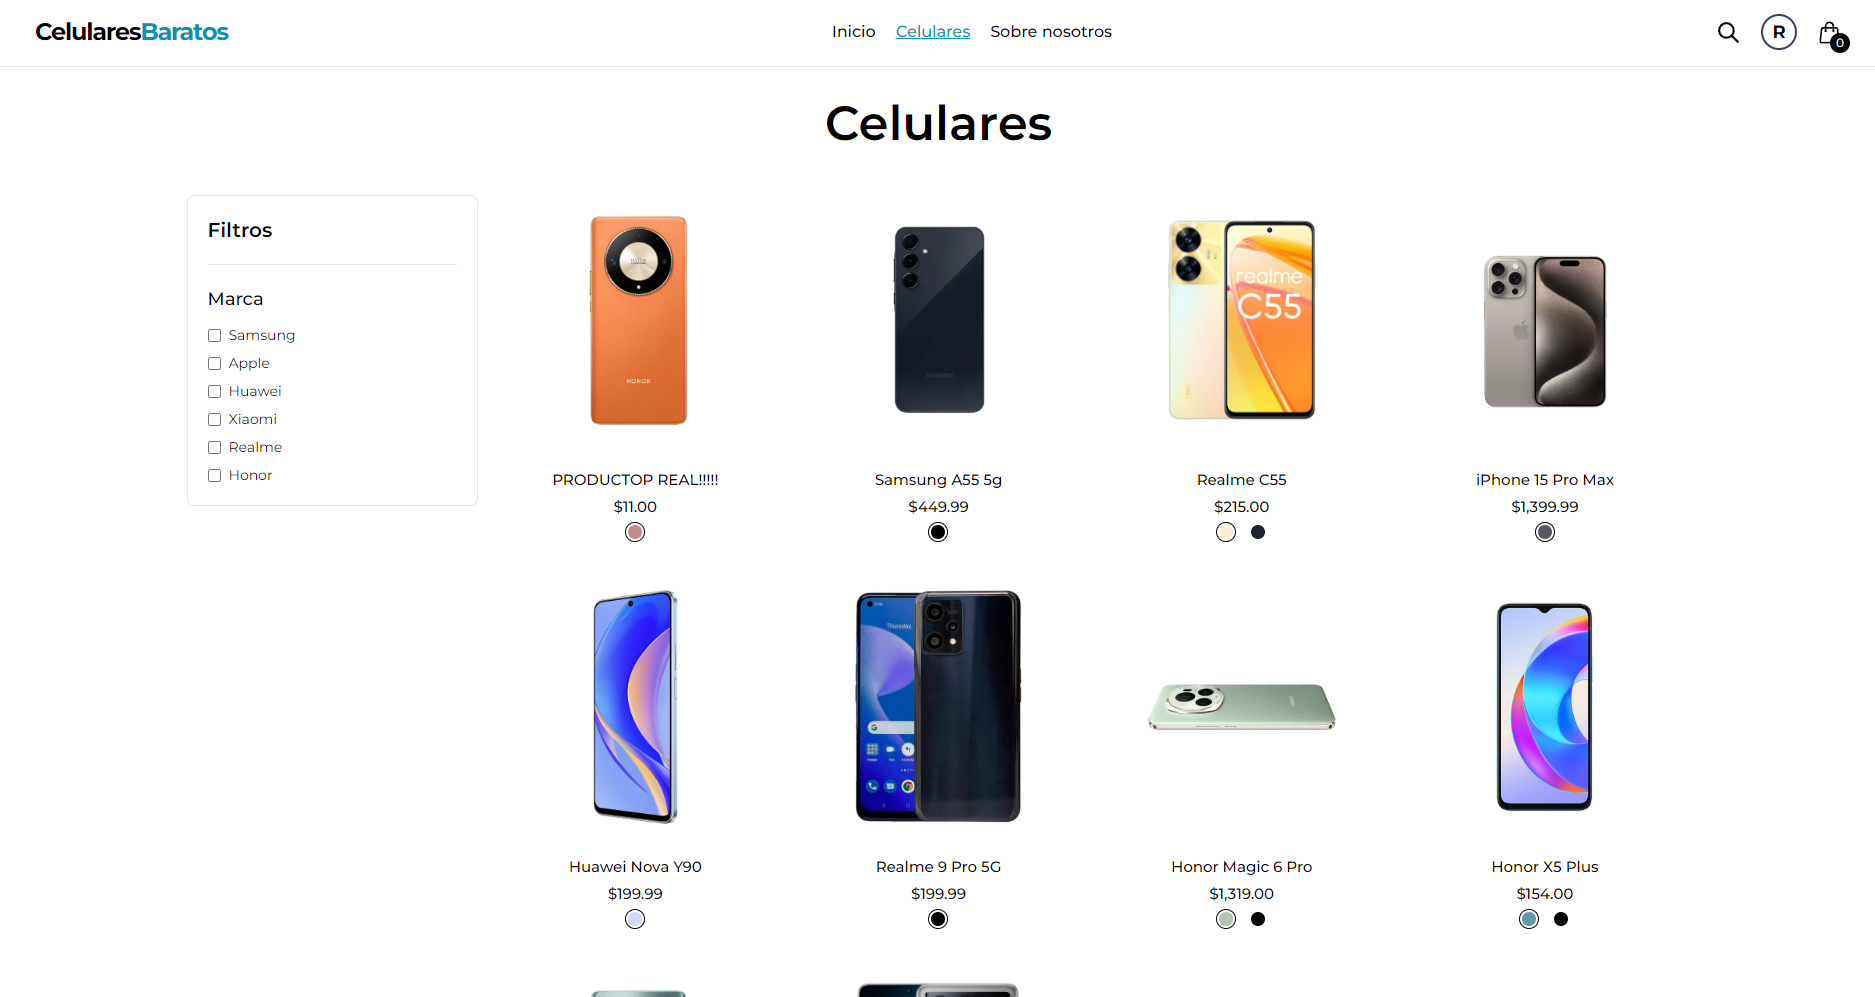 CelularesBaratos
Inicio Celulares Sobre nosotros
R
0
Celulares
Filtros
Marca
Samsung
Apple
Huawei
Xiaomi
Realme
Honor
HONOR
realme
C55
PRODUCTOP REAL!!!!!
$11.00
Samsung A55 5g
$449.99
Realme C55
$215.00
iPhone 15 Pro Max
$1,399.99
Thursday,
Huawei Nova Y90
$199.99
Realme 9 Pro 5G
$199.99
Honor Magic 6 Pro
$1,319.00
Honor X5 Plus
$154.00